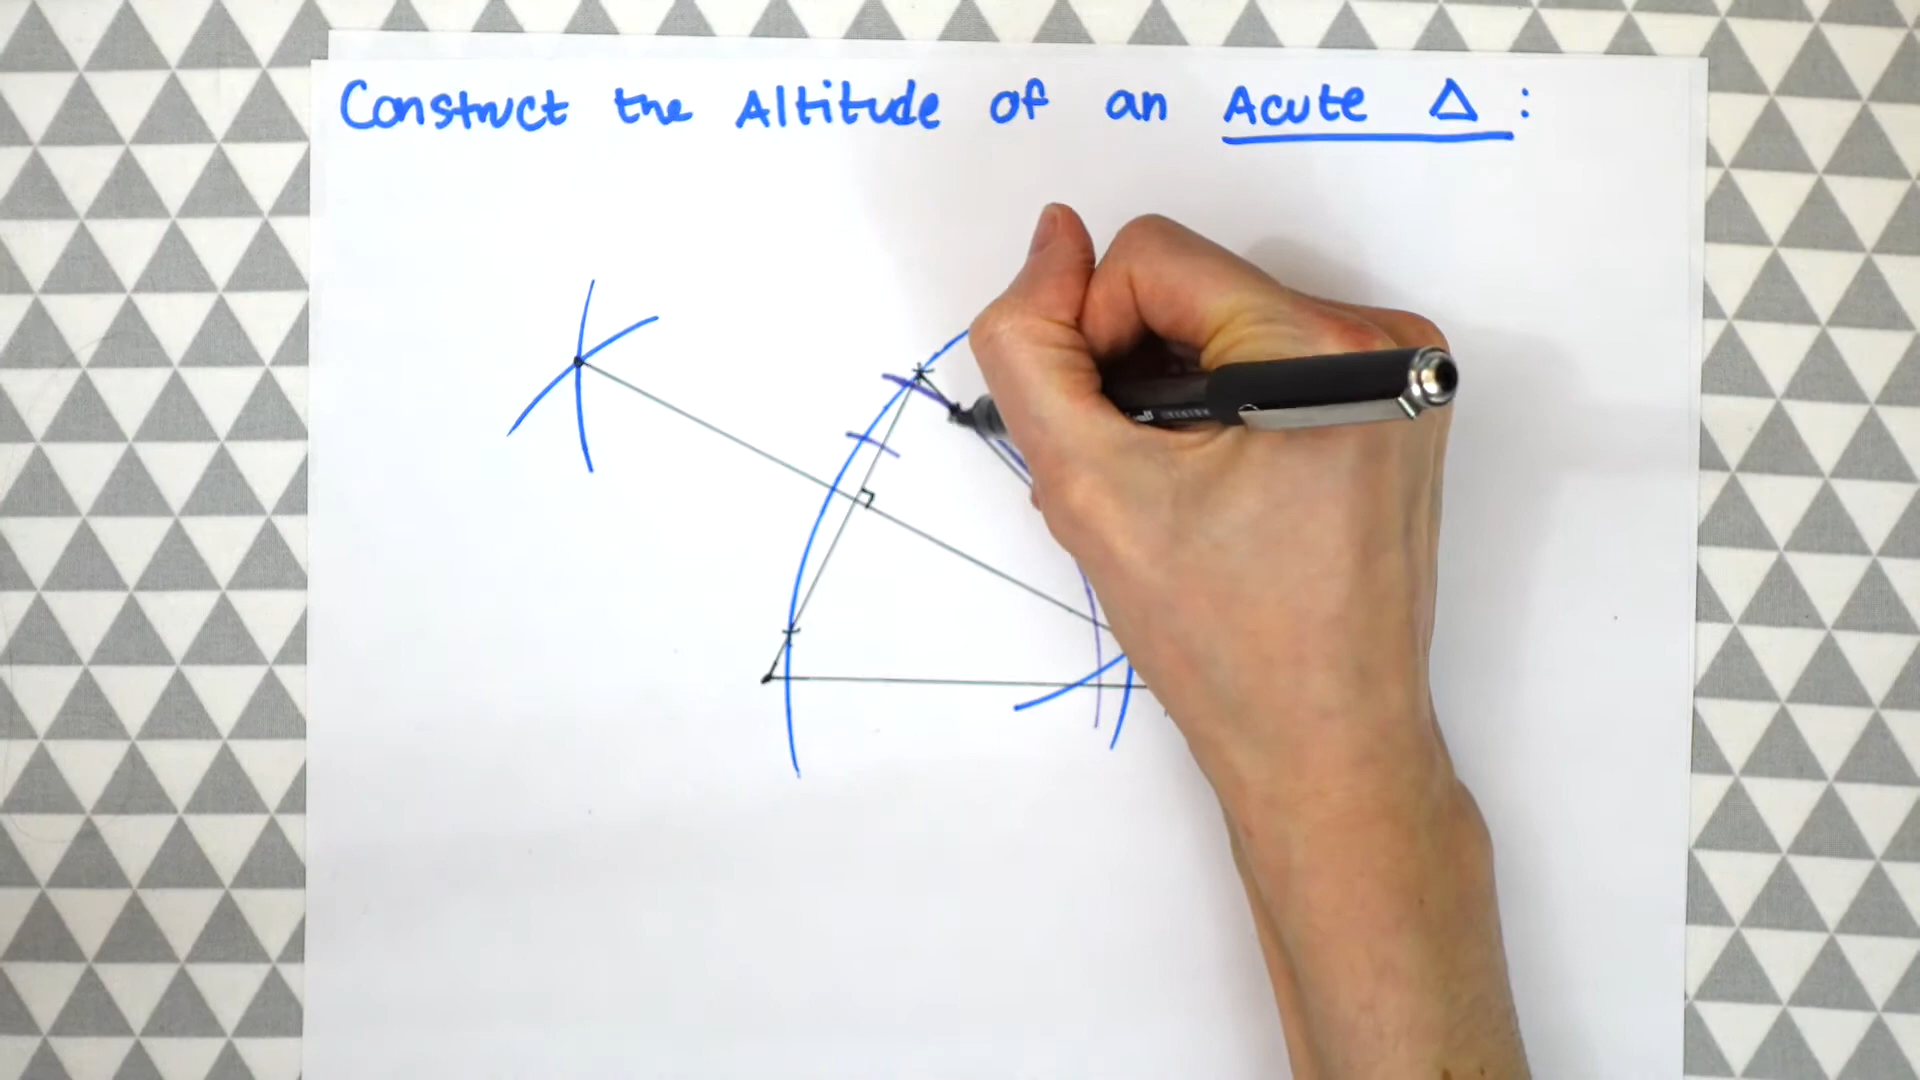 Construct the Altitude of an Acute Δ: